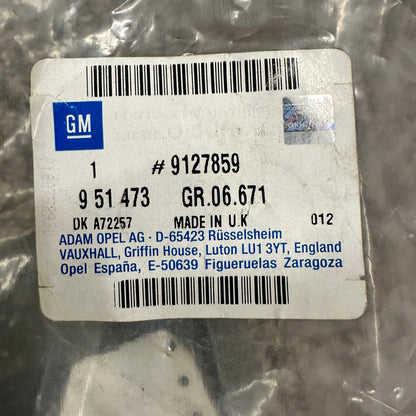 GM
1 # 9127859
9 51 473 GR.06.671
DK A72257 MADE IN U.K 012
ADAM OPEL AG · D-65423 Rüsselsheim
VAUXHALL, Griffin House, Luton LU1 3YT, England
Opel España, E-50639 Figueruelas Zaragoza